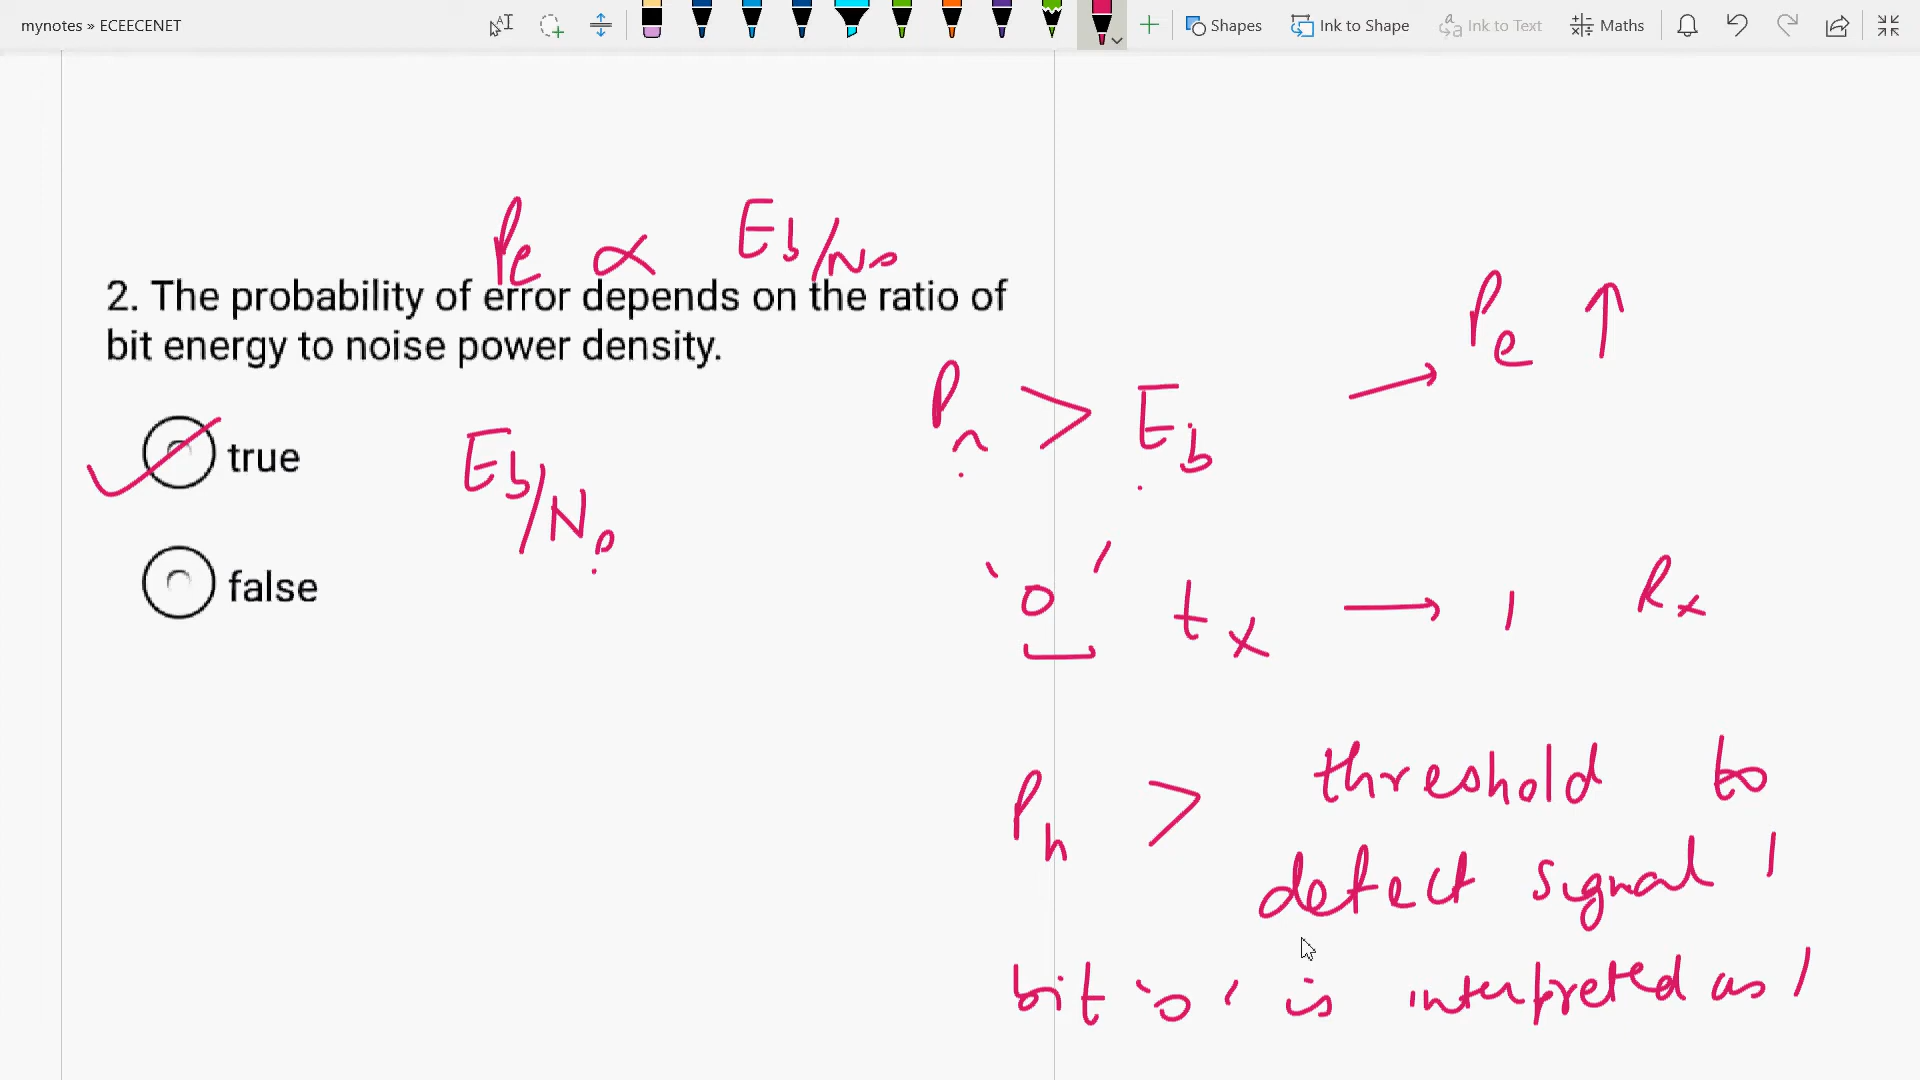 mynotes » ECEECENET
Shapes
Ink to Shape
Ink to Text
Maths
Pe ∝ Eb/No
2. The probability of error depends on the ratio of
bit energy to noise power density.
true
false
Eb/No
Pn > Eb → Pe ↑
'0' tx → 1 Rx
Pn > threshold to
detect signal 1
bit '0' is interpreted as 1